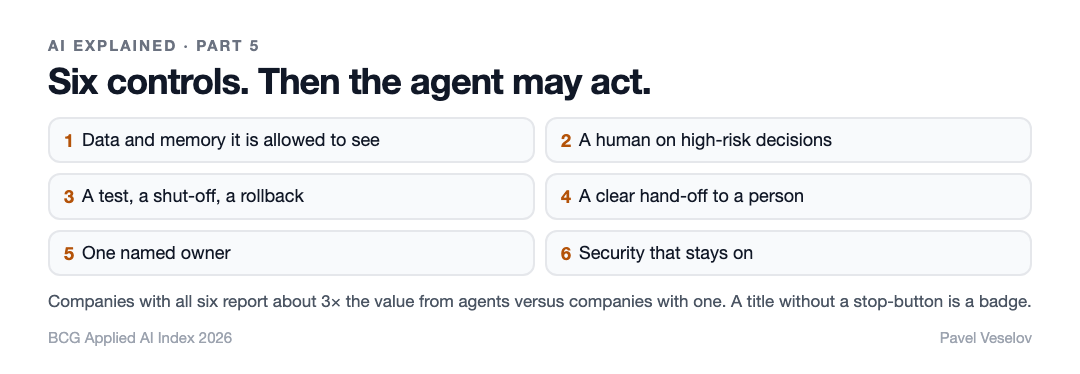 AI EXPLAINED · PART 5
Six controls. Then the agent may act.
1 Data and memory it is allowed to see
2 A human on high-risk decisions
3 A test, a shut-off, a rollback
4 A clear hand-off to a person
5 One named owner
6 Security that stays on
Companies with all six report about 3× the value from agents versus companies with one. A title without a stop-button is a badge.
BCG Applied AI Index 2026
Pavel Veselov